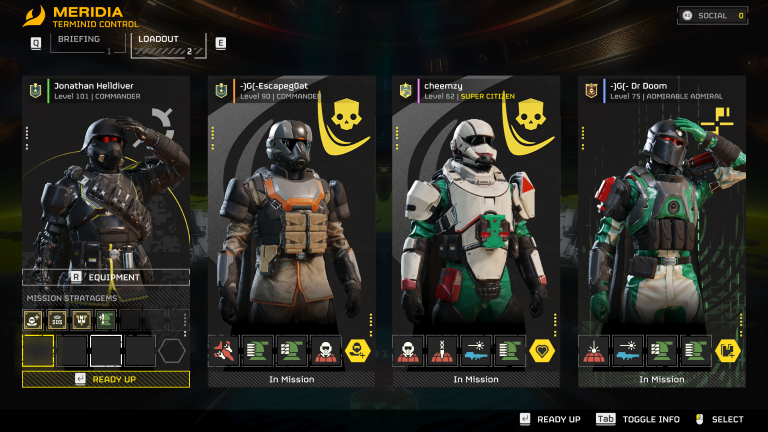 MERIDIA
TERMINID CONTROL
SOCIAL 0
Q
BRIEFING
1
LOADOUT
2
E
Jonathan Helldiver
Level 101 | COMMANDER
-)G(-Escapeg0at
Level 90 | COMMANDER
cheemzy
Level 62 | SUPER CITIZEN
-)G(- Dr Doom
Level 75 | ADMIRABLE ADMIRAL
R EQUIPMENT
MISSION STRATAGEMS
SOS
READY UP
In Mission
In Mission
In Mission
READY UP
Tab TOGGLE INFO
SELECT